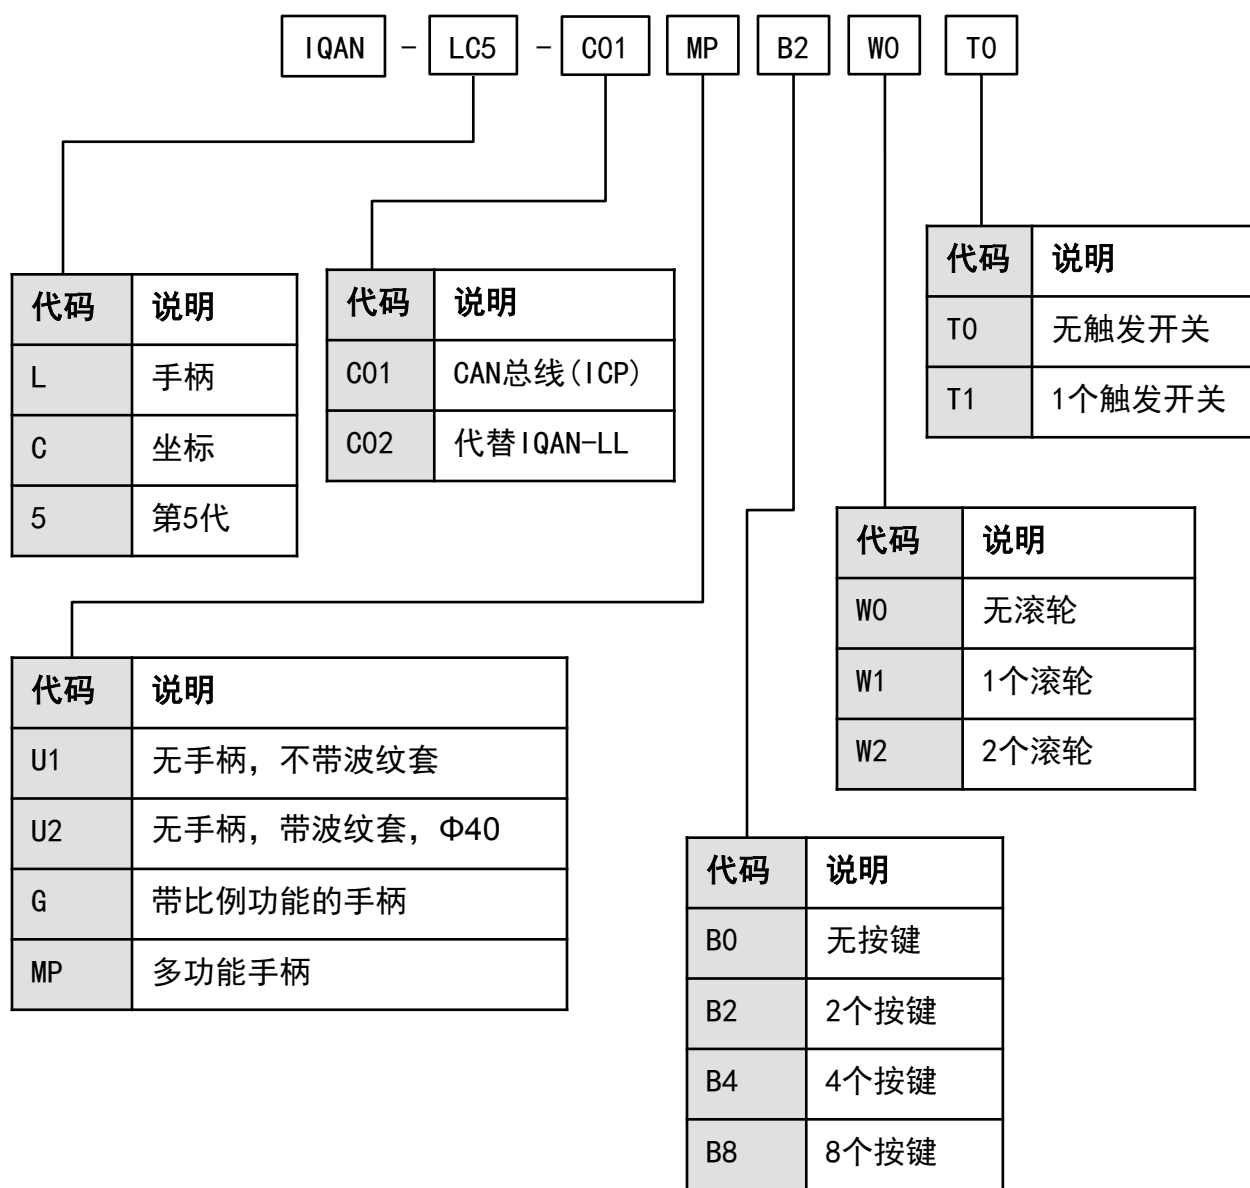 IQAN - LC5 - C01 MP B2 W0 T0
代码 说明
L 手柄
C 坐标
5 第5代
代码 说明
C01 CAN总线(ICP)
C02 代替IQAN-LL
代码 说明
T0 无触发开关
T1 1个触发开关
代码 说明
W0 无滚轮
W1 1个滚轮
W2 2个滚轮
代码 说明
U1 无手柄，不带波纹套
U2 无手柄，带波纹套，Φ40
G 带比例功能的手柄
MP 多功能手柄
代码 说明
B0 无按键
B2 2个按键
B4 4个按键
B8 8个按键